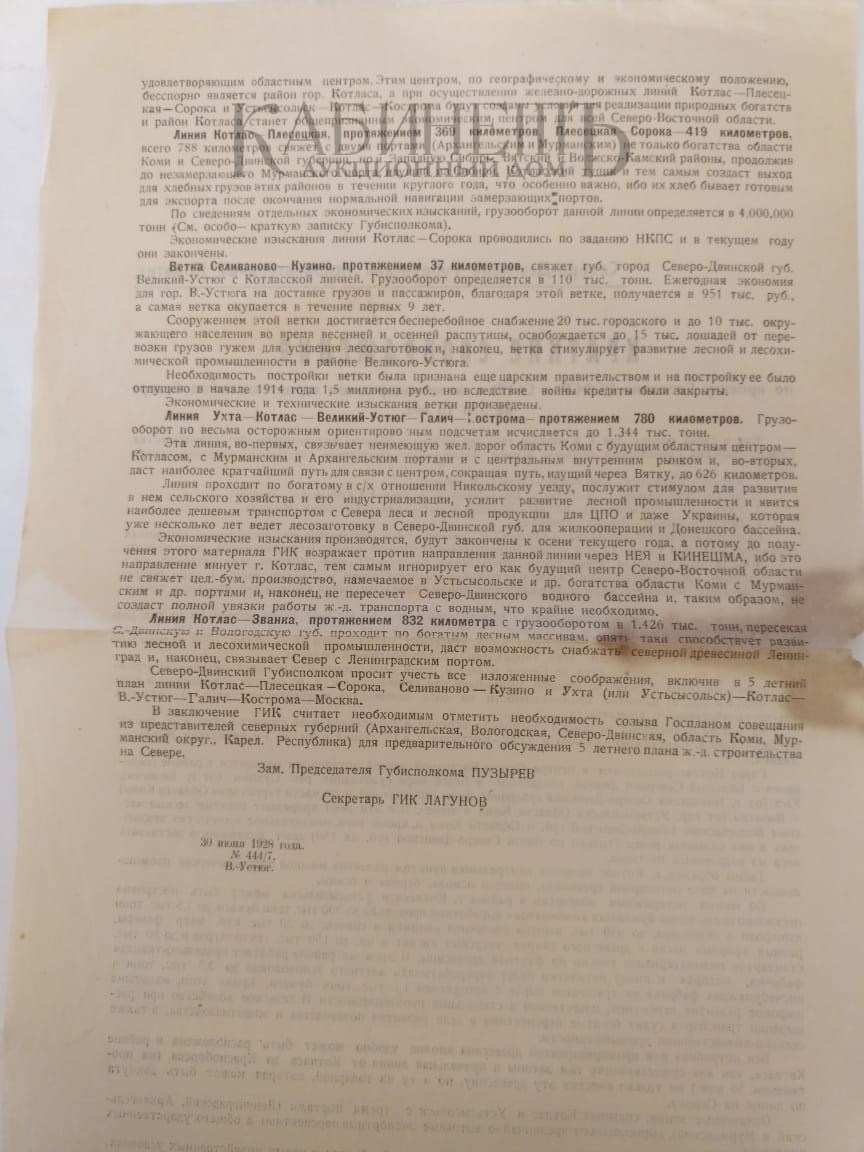 удовлетворяющим областным центром. Этим центром, по географическому и экономическому положению,
бесспорно является район гор. Котласа, а при осуществлении железно-дорожных линий Котлас—Плесец-
кая—Сорока и Устьсысольск—Котлас—Кострома будут созданы условия для реализации природных богатств
и район Котласа станет экономическим центром для всей Северо-Восточной области.
КАБИНЕТЪ
АУКЦИОННЫЙ ДОМ
Линия Котлас—Плесецкая, протяжением 369 километров, Плесецкая Сорока—419 километров,
всего 788 километров, свяжет с двумя портами (Архангельским и Мурманским) не только богатства области
Коми и Северо-Двинской губернии, но и Западную Сибирь, Вятский и Волжско-Камский районы, продолжив
до незамерзающего Мурманского порта и тем самым создаст выход
для хлебных грузов этих районов в течении круглого года, что особенно важно, ибо их хлеб бывает готовым
для экспорта после окончания нормальной навигации замерзающих портов.
По сведениям отдельных экономических изысканий, грузооборот данной линии определяется в 4.000.000
тонн (См. особо— краткую записку Губисполкома).
Экономические изыскания линии Котлас—Сорока проводились по заданию НКПС и в текущем году
они закончены.
Ветка Селиваново—Кузино, протяжением 37 километров, свяжет губ. город Северо-Двинской губ.
Великий-Устюг с Котласской линией. Грузооборот определяется в 110 тыс. тонн. Ежегодная экономия
для гор. В.-Устюга на доставке грузов и пассажиров, благодаря этой ветке, получается в 951 тыс. руб.,
а самая ветка окупается в течение первых 9 лет.
Сооружением этой ветки достигается бесперебойное снабжение 20 тыс. городского и до 10 тыс. окру-
жающего населения во время весенней и осенней распутицы, освобождается до 15 тыс. лошадей от пере-
возки грузов гужем для усиления лесозаготовок и, наконец, ветка стимулирует развитие лесной и лесохи-
мической промышленности в районе Великого-Устюга.
Необходимость постройки ветки была признана еще царским правительством и на постройку ее было
отпущено в начале 1914 года 1,5 миллиона руб., но вследствие войны кредиты были закрыты.
Экономические и технические изыскания ветки произведены.
Линия Ухта—Котлас—Великий-Устюг—Галич—Кострома—протяжением 780 километров. Грузо-
оборот по весьма осторожным ориентировочным подсчетам исчисляется до 1.344 тыс. тонн.
Эта линия, во-первых, связывает неимеющую жел. дорог область Коми с будущим областным центром—
Котласом, с Мурманским и Архангельским портами и с центральным внутренним рынком и, во-вторых,
даст наиболее кратчайший путь для связи с центром, сокращая путь, идущий через Вятку, до 626 километров.
Линия проходит по богатому в с/х отношении Никольскому уезду, послужит стимулом для развития
в нем сельского хозяйства и его индустриализации, усилит развитие лесной промышленности и явится
наиболее дешевым транспортом с Севера леса и лесной продукции для ЦПО и даже Украины, которая
уже несколько лет ведет лесозаготовку в Северо-Двинской губ. для жилкооперации и Донецкого бассейна.
Экономические изыскания производятся, будут закончены к осени текущего года, а потому до полу-
чения этого материала ГИК возражает против направления данной линии через НЕЯ и КИНЕШМА, ибо это
направление минует г. Котлас, тем самым игнорирует его как будущий центр Северо-Восточной области
не свяжет цел.-бум. производство, намечаемое в Устьсысольске и др. богатства области Коми с Мурман-
ским и др. портами и, наконец, не пересечет Северо-Двинского водного бассейна и, таким образом, не
создаст полной увязки работы ж.-д. транспорта с водным, что крайне необходимо.
Линия Котлас—Званка, протяжением 832 километра с грузооборотом в 1.426 тыс. тонн, пересекая
С.-Двинскую и Вологодскую губ. проходит по богатым лесным массивам, опять таки способствует разви-
тию лесной и лесохимической промышленности, даст возможность снабжать северной древесиной Ленин-
град и, наконец, связывает Север с Ленинградским портом.
Северо-Двинский Губисполком просит учесть все изложенные соображения, включив в 5 летний
план линии Котлас—Плесецкая—Сорока, Селиваново—Кузино и Ухта (или Устьсысольск)—Котлас—
В.-Устюг—Галич—Кострома—Москва.
В заключение ГИК считает необходимым отметить необходимость созыва Госпланом совещания
из представителей северных губерний (Архангельская, Вологодская, Северо-Двинская, область Коми, Мур-
манский округ., Карел. Республика) для предварительного обсуждения 5 летнего плана ж.-д. строительства
на Севере.
Зам. Председателя Губисполкома ПУЗЫРЕВ
Секретарь ГИК ЛАГУНОВ
30 июня 1928 года.
№ 444/7.
В.-Устюг.